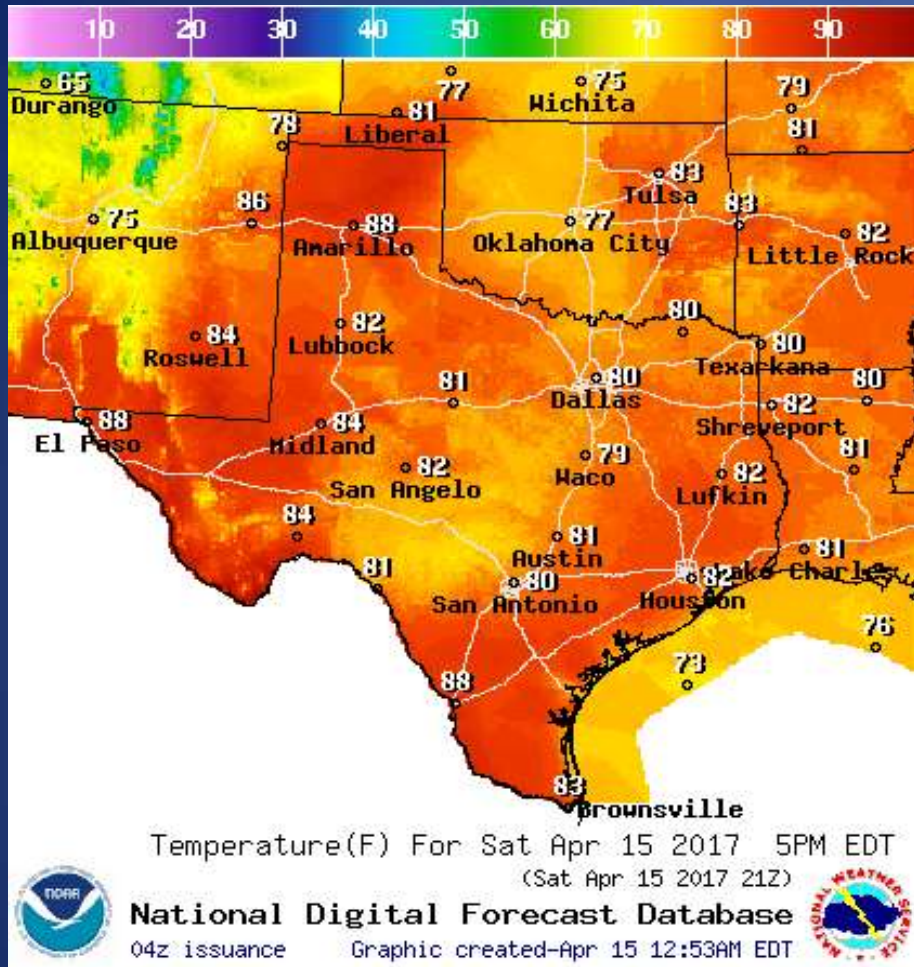 10 20 30 40 50 60 70 80 90
65 77 75 79
Durango Wichita
81 81
78 Liberal
83
Tulsa
86 83
75 88 77 82
Albuquerque Amarillo Oklahoma City Little Rock
82 80
84 Lubbock 80
Roswell Texarkana
81 80 80
Dallas 82
88 84 Shreveport
El Paso Midland 79 81
82 Waco 82
San Angelo Lufkin
84 81 81
Austin Lake Charles
81 80 82
San Antonio Houston
76
88 73
83
Brownsville
Temperature(F) For Sat Apr 15 2017 5PM EDT
(Sat Apr 15 2017 21Z)
National Digital Forecast Database
04z issuance Graphic created-Apr 15 12:53AM EDT
NOAA
NATIONAL WEATHER SERVICE